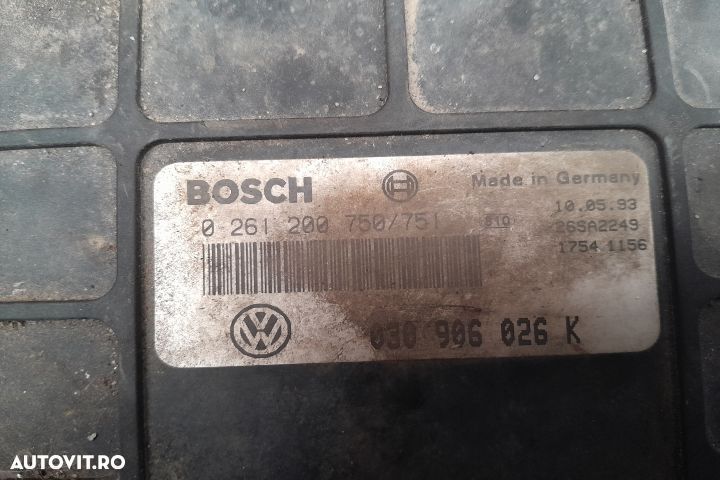 BOSCH
Made in Germany
0 261 200 750/751
610
10.05.93
26SA2249
1754 1156
030 906 026 K
AUTOVIT.RO